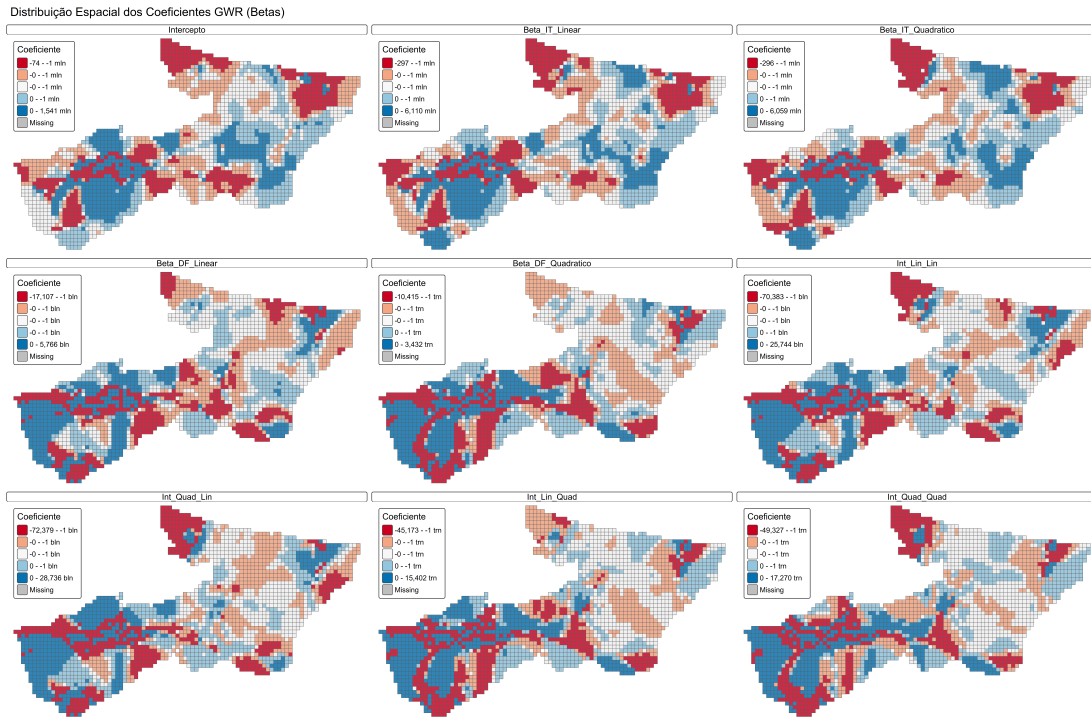 Distribuição Espacial dos Coeficientes GWR (Betas)
Intercepto
Coeficiente
-74 - -1 mln
-0 - -1 mln
-0 - -1 mln
0 - -1 mln
0 - 1,541 mln
Missing
Beta_IT_Linear
Coeficiente
-297 - -1 mln
-0 - -1 mln
-0 - -1 mln
0 - -1 mln
0 - 6,110 mln
Missing
Beta_IT_Quadratico
Coeficiente
-296 - -1 mln
-0 - -1 mln
-0 - -1 mln
0 - -1 mln
0 - 6,059 mln
Missing
Beta_DF_Linear
Coeficiente
-17,107 - -1 bln
-0 - -1 bln
-0 - -1 bln
-0 - -1 bln
0 - 5,766 bln
Missing
Beta_DF_Quadratico
Coeficiente
-10,415 - -1 trn
-0 - -1 trn
-0 - -1 trn
0 - -1 trn
0 - 3,432 trn
Missing
Int_Lin_Lin
Coeficiente
-70,383 - -1 bln
-0 - -1 bln
-0 - -1 bln
-0 - -1 bln
0 - 25,744 bln
Missing
Int_Quad_Lin
Coeficiente
-72,379 - -1 bln
-0 - -1 bln
-0 - -1 bln
0 - -1 bln
0 - 28,736 bln
Missing
Int_Lin_Quad
Coeficiente
-45,173 - -1 trn
-0 - -1 trn
-0 - -1 trn
0 - -1 trn
0 - 15,402 trn
Missing
Int_Quad_Quad
Coeficiente
-49,327 - -1 trn
-0 - -1 trn
-0 - -1 trn
0 - -1 trn
0 - 17,270 trn
Missing